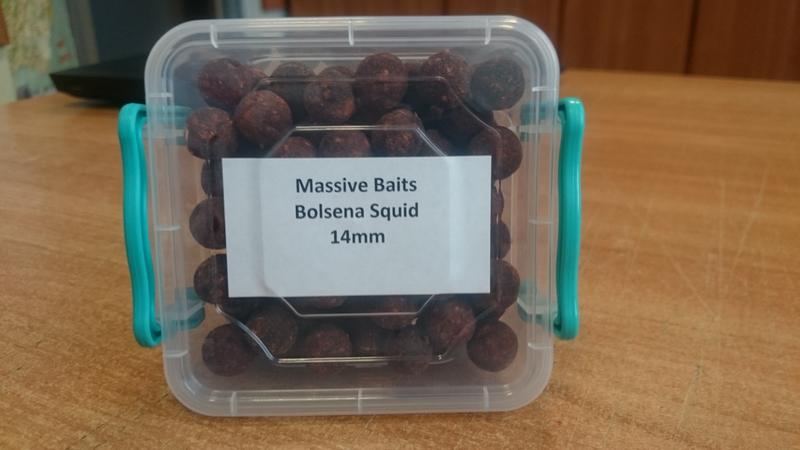 Massive Baits
Bolsena Squid
14mm